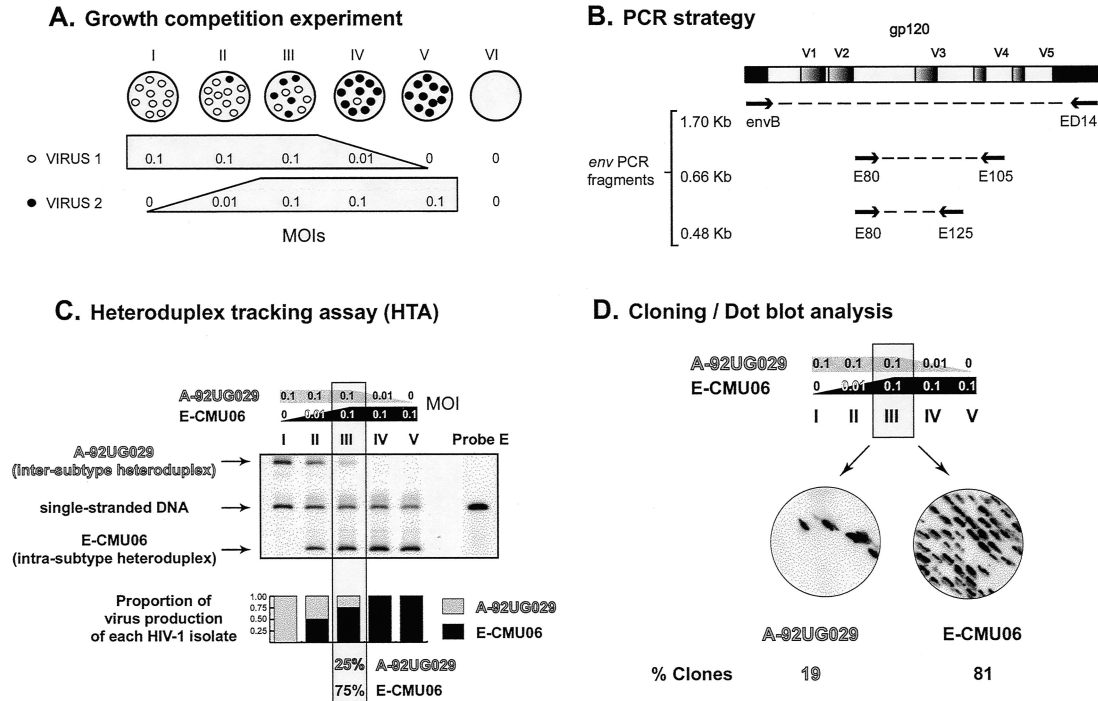 A. Growth competition experiment
I II III IV V VI
VIRUS 1 0.1 0.1 0.1 0.01 0 0
VIRUS 2 0 0.01 0.1 0.1 0.1 0
MOIs
B. PCR strategy
gp120
V1 V2 V3 V4 V5
envB ED14
1.70 Kb
env PCR
fragments
0.66 Kb
E80 E105
0.48 Kb
E80 E125
C. Heteroduplex tracking assay (HTA)
A-92UG029 0.1 0.1 0.1 0.01 0
MOI
E-CMU06 0 0.01 0.1 0.1 0.1
I II III IV V Probe E
A-92UG029
(inter-subtype heteroduplex)
single-stranded DNA
E-CMU06
(intra-subtype heteroduplex)
Proportion of
virus production
of each HIV-1 isolate
1.00
0.75
0.50
0.25
A-92UG029
E-CMU06
25% A-92UG029
75% E-CMU06
D. Cloning / Dot blot analysis
A-92UG029 0.1 0.1 0.1 0.01 0
E-CMU06 0 0.01 0.1 0.1 0.1
I II III IV V
A-92UG029 E-CMU06
% Clones 19 81